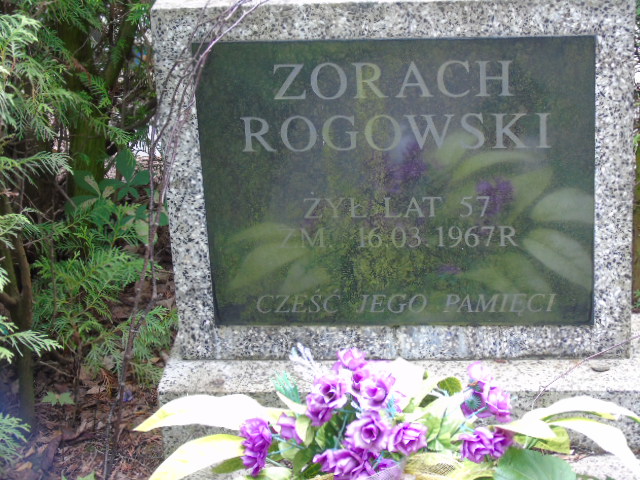 ZORACH
ROGOWSKI
ŻYŁ LAT 57
ZM. 16.03.1967R
CZEŚĆ JEGO PAMIĘCI